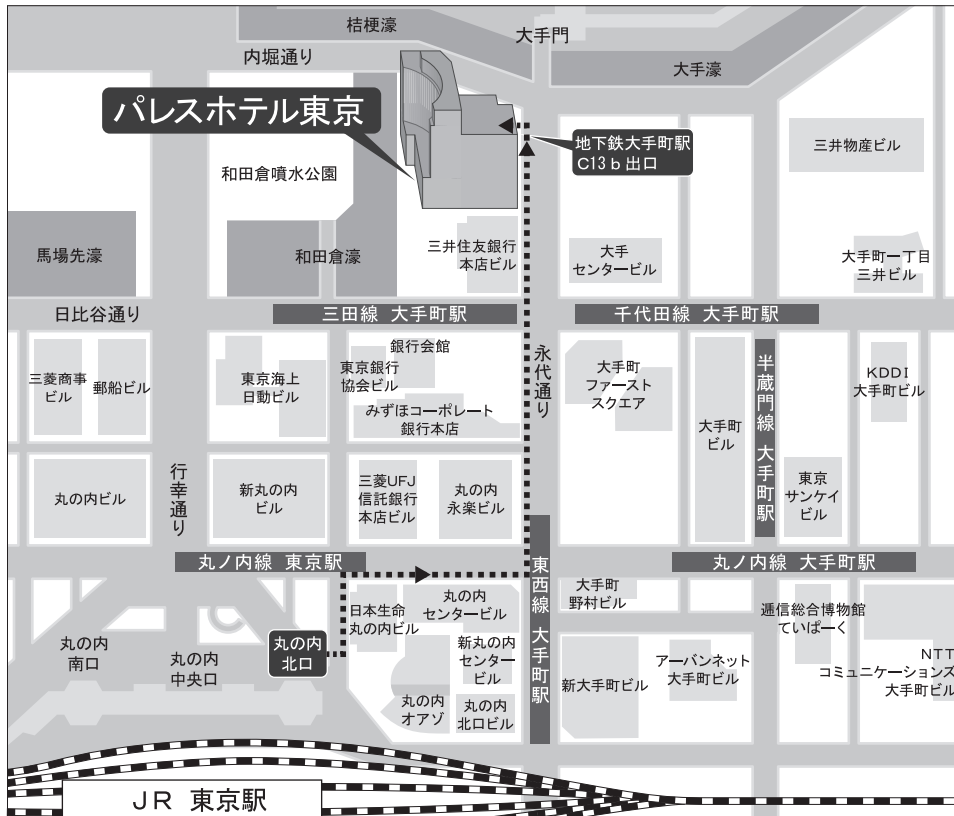 桔梗濠
大手門
内堀通り
大手濠
パレスホテル東京
地下鉄大手町駅
C13b出口
三井物産ビル
和田倉噴水公園
馬場先濠
和田倉濠
三井住友銀行
本店ビル
大手
センタービル
大手町一丁目
三井ビル
日比谷通り
三田線 大手町駅
千代田線 大手町駅
三菱商事
ビル
郵船ビル
東京海上
日動ビル
東京銀行
協会ビル
銀行会館
みずほコーポレート
銀行本店
永代通り
大手町
ファースト
スクエア
大手町
ビル
半蔵門線 大手町駅
KDDI
大手町ビル
丸の内ビル
行幸通り
新丸の内
ビル
三菱UFJ
信託銀行
本店ビル
丸の内
永楽ビル
東京
サンケイ
ビル
丸ノ内線 東京駅
東西線 大手町駅
丸ノ内線 大手町駅
丸の内
南口
丸の内
中央口
丸の内
北口
日本生命
丸の内ビル
丸の内
センタービル
新丸の内
センター
ビル
丸の内
オアゾ
丸の内
北口ビル
大手町
野村ビル
新大手町ビル
アーバンネット
大手町ビル
逓信総合博物館
ていぱーく
NTT
コミュニケーションズ
大手町ビル
JR 東京駅